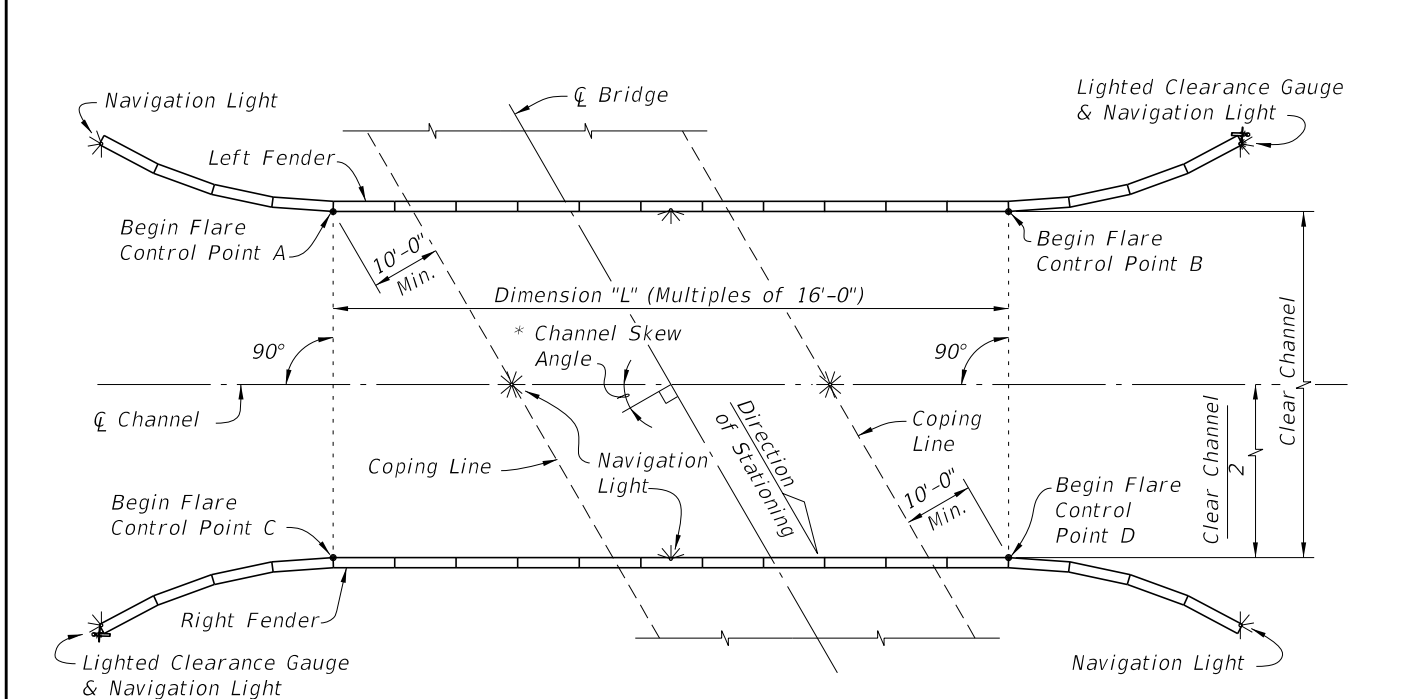 Navigation Light
℄ Bridge
Lighted Clearance Gauge
& Navigation Light
Left Fender
Begin Flare
Control Point A
10'-0"
Min.
Begin Flare
Control Point B
Dimension "L" (Multiples of 16'-0")
* Channel Skew
Angle
90°
90°
Clear Channel
℄ Channel
Coping Line
Navigation
Light
Direction
of Stationing
Coping
Line
10'-0"
Min.
Clear Channel
2
Begin Flare
Control Point C
Begin Flare
Control
Point D
Right Fender
Lighted Clearance Gauge
& Navigation Light
Navigation Light